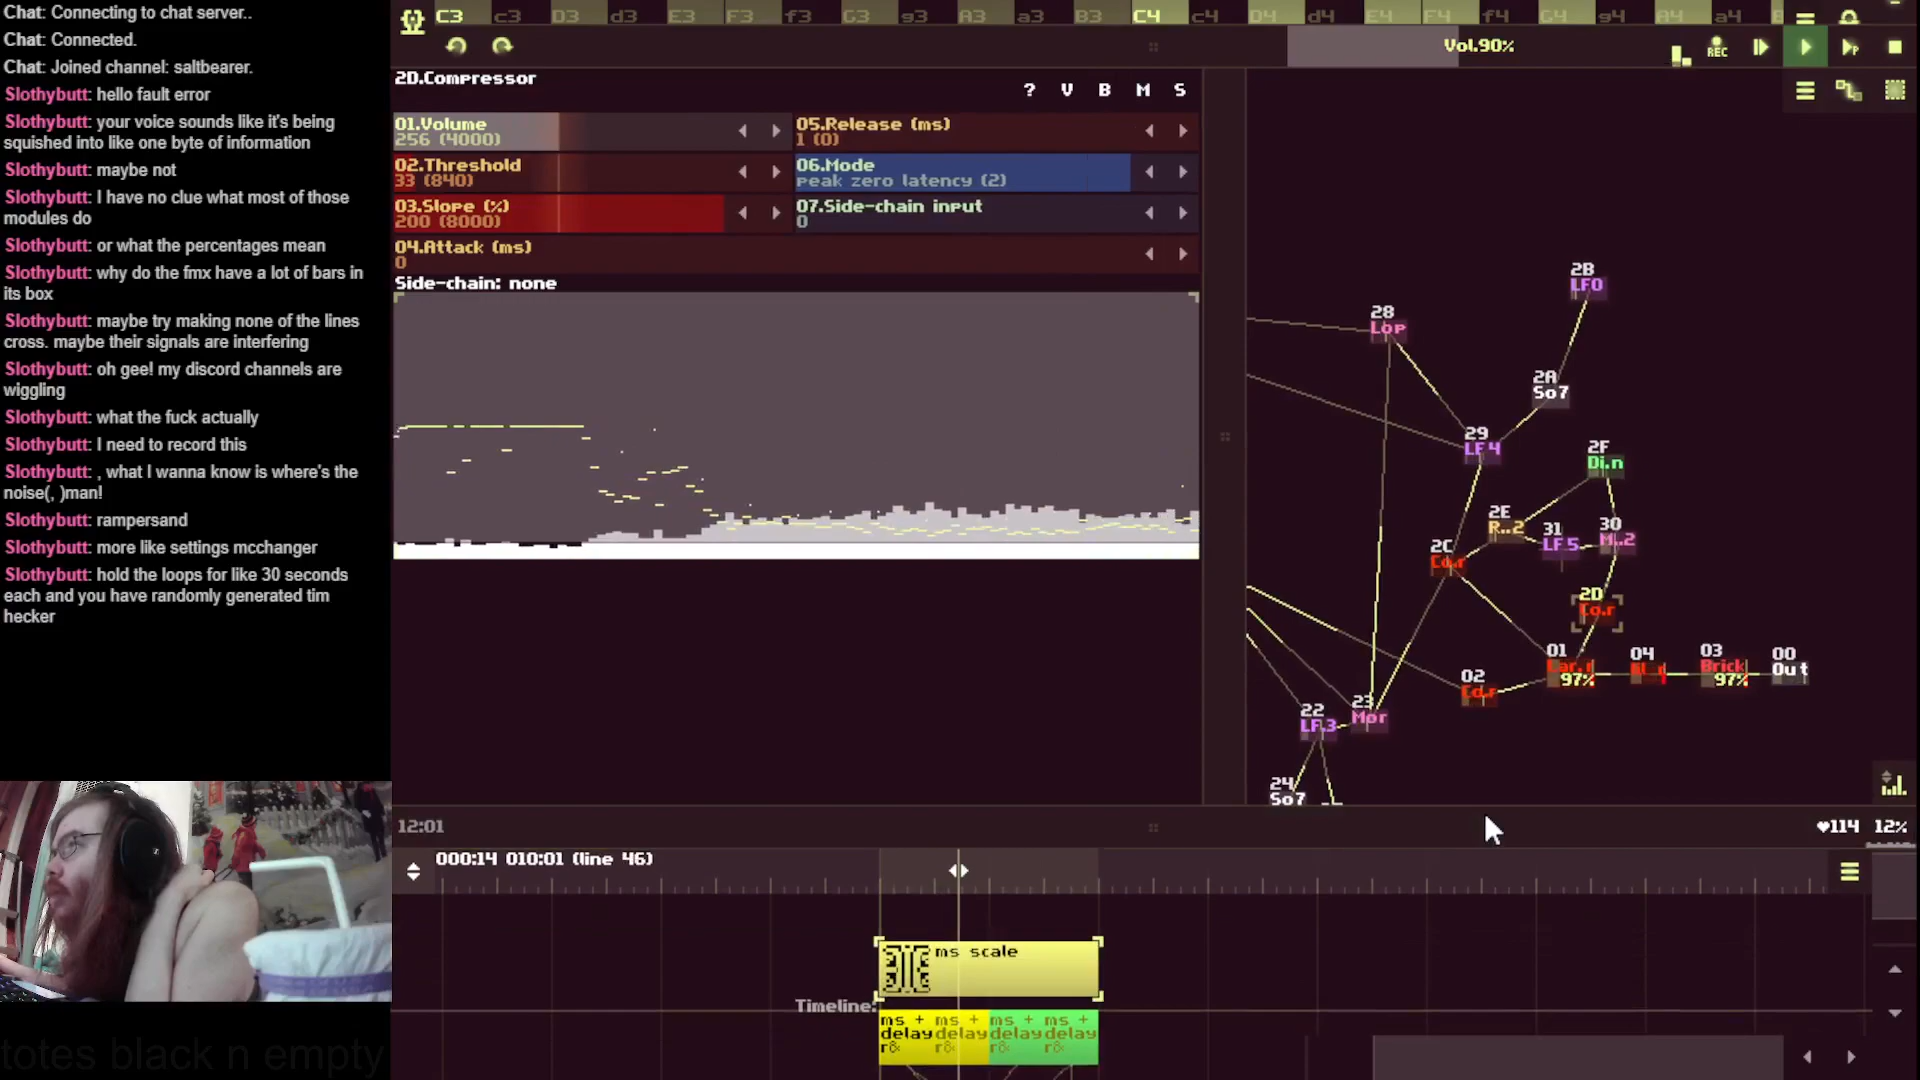 Chat: Connecting to chat server..
Chat: Connected.
Chat: Joined channel: saltbearer.
Slothybutt: hello fault error
Slothybutt: your voice sounds like it's being
squished into like one byte of information
Slothybutt: maybe not
Slothybutt: I have no clue what most of those
modules do
Slothybutt: or what the percentages mean
Slothybutt: why do the fmx have a lot of bars in
its box
Slothybutt: maybe try making none of the lines
cross. maybe their signals are interfering
Slothybutt: oh gee! my discord channels are
wiggling
Slothybutt: what the fuck actually
Slothybutt: I need to record this
Slothybutt: , what I wanna know is where's the
noise(, )man!
Slothybutt: rampersand
Slothybutt: more like settings mcchanger
Slothybutt: hold the loops for like 30 seconds
each and you have randomly generated tim
hecker
totes black n empty
C3 c3 D3 d3 E3 F3 f3 G3 g3 A3 a3 B3 C4 c4 D4 d4 E4 F4 f4 G4 g4 A4 a4
Vol.90%
REC
2D.Compressor
? V B M S
01.Volume
256 (4000)
02.Threshold
33 (840)
03.Slope (%)
200 (8000)
04.Attack (ms)
0
05.Release (ms)
1 (0)
06.Mode
peak zero latency (2)
07.Side-chain input
0
Side-chain: none
2B
LFO
28
Lop
2A
So7
29
LF.4
2F
Di.n
2E
R..2
31
LF.5
30
M..2
2C
Co.r
2D
Co.r
01
97%
04
03
Brick
97%
00
Out
02
Co.r
22
LF.3
23
Mor
24
So7
12:01
114 12%
000:14 010:01 (line 46)
ms scale
Timeline:
ms + ms + ms + ms +
delay delay delay delay
r& r& r& r&